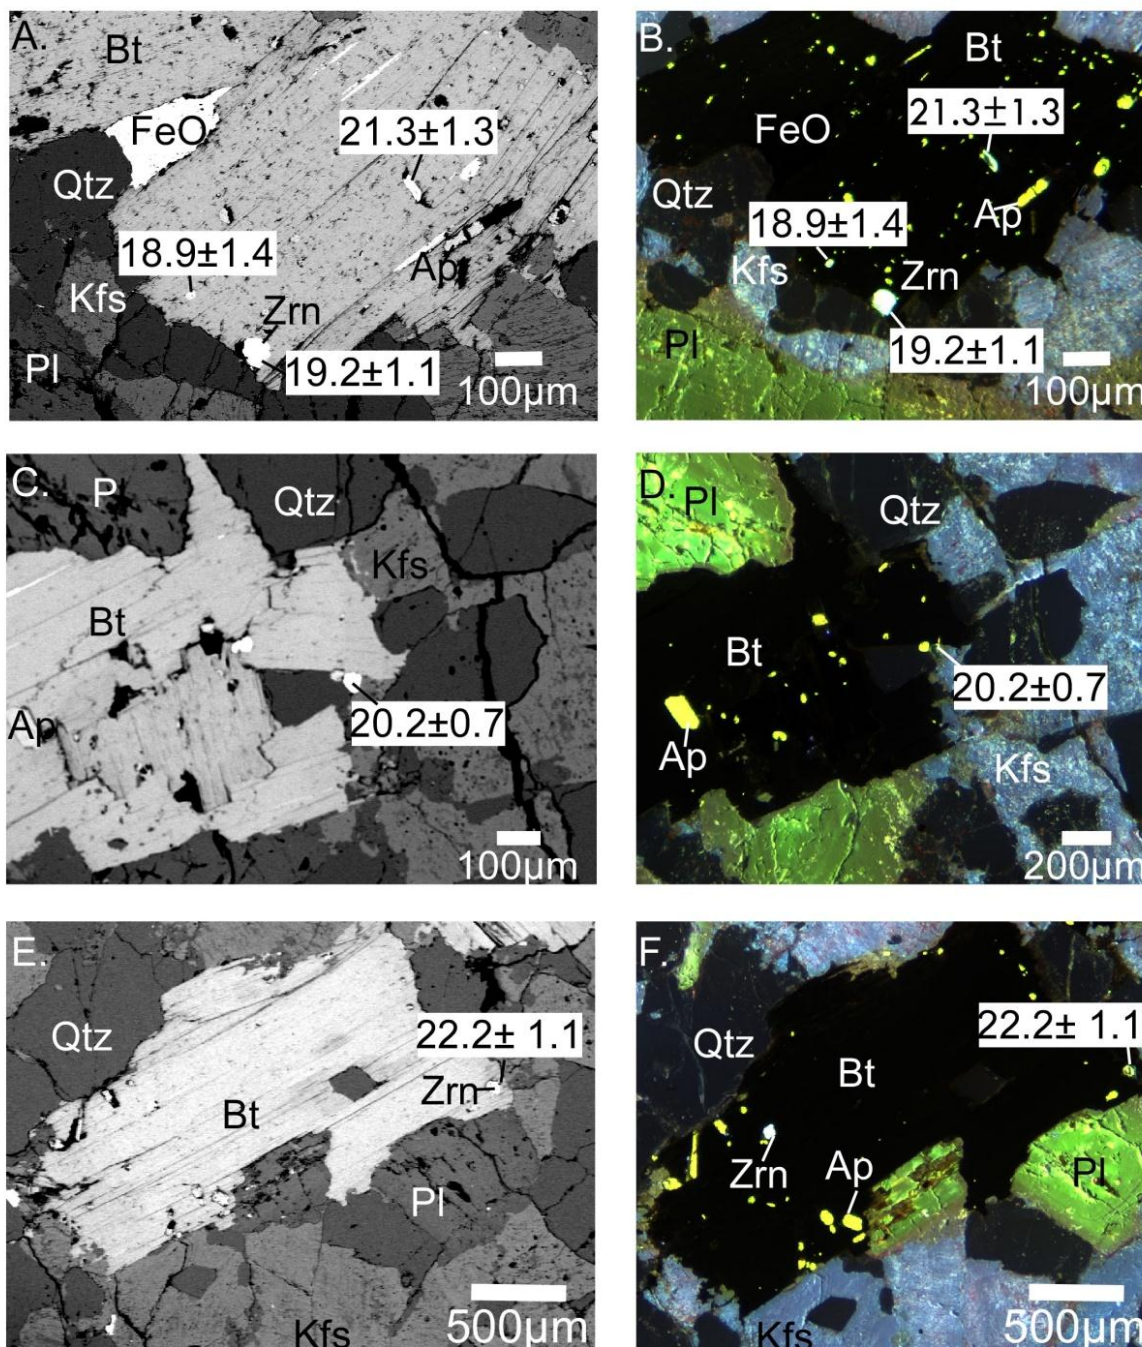 A.
Bt
FeO
21.3±1.3
Qtz
18.9±1.4
Ap
Kfs
Zrn
Pl
19.2±1.1
100µm
B.
Bt
21.3±1.3
FeO
Qtz
Ap
18.9±1.4
Kfs
Zrn
Pl
19.2±1.1
100µm
C.
P
Qtz
Kfs
Bt
Ap
20.2±0.7
100µm
D.
Pl
Qtz
Bt
20.2±0.7
Ap
Kfs
200µm
E.
Qtz
22.2± 1.1
Zrn
Bt
Pl
500µm
Kfs
F.
22.2± 1.1
Qtz
Bt
Zrn
Ap
Pl
500µm
Kfs